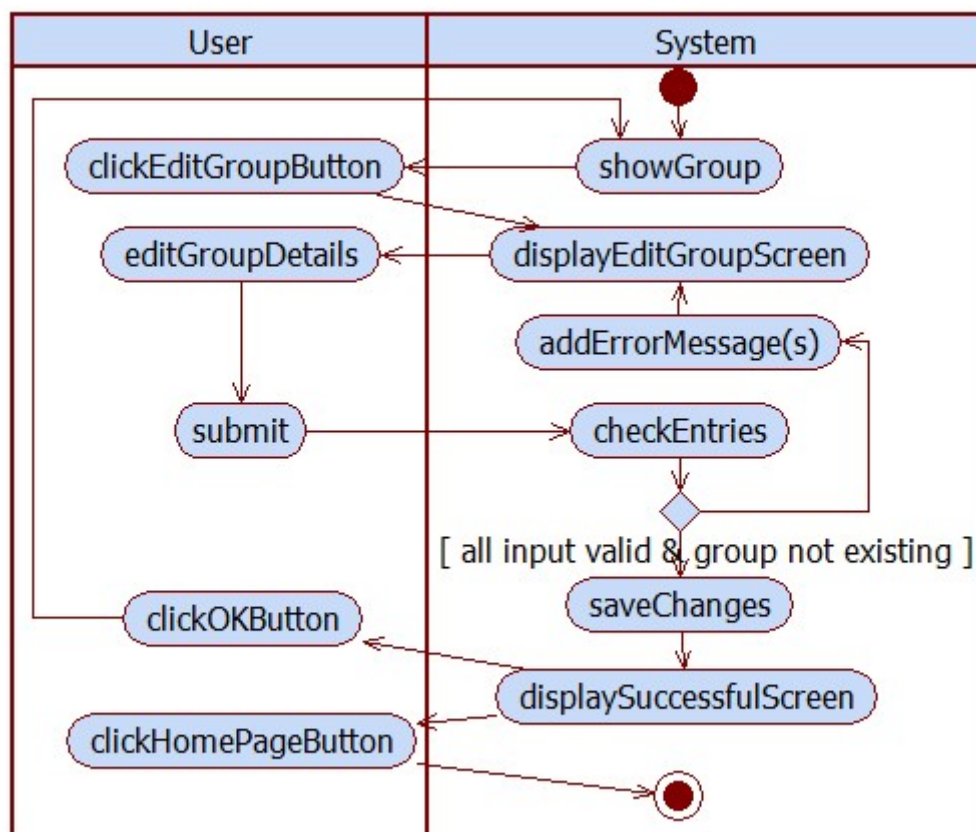 User
System
showGroup
clickEditGroupButton
displayEditGroupScreen
editGroupDetails
addErrorMessage(s)
submit
checkEntries
[ all input valid & group not existing ]
saveChanges
clickOKButton
displaySuccessfulScreen
clickHomePageButton